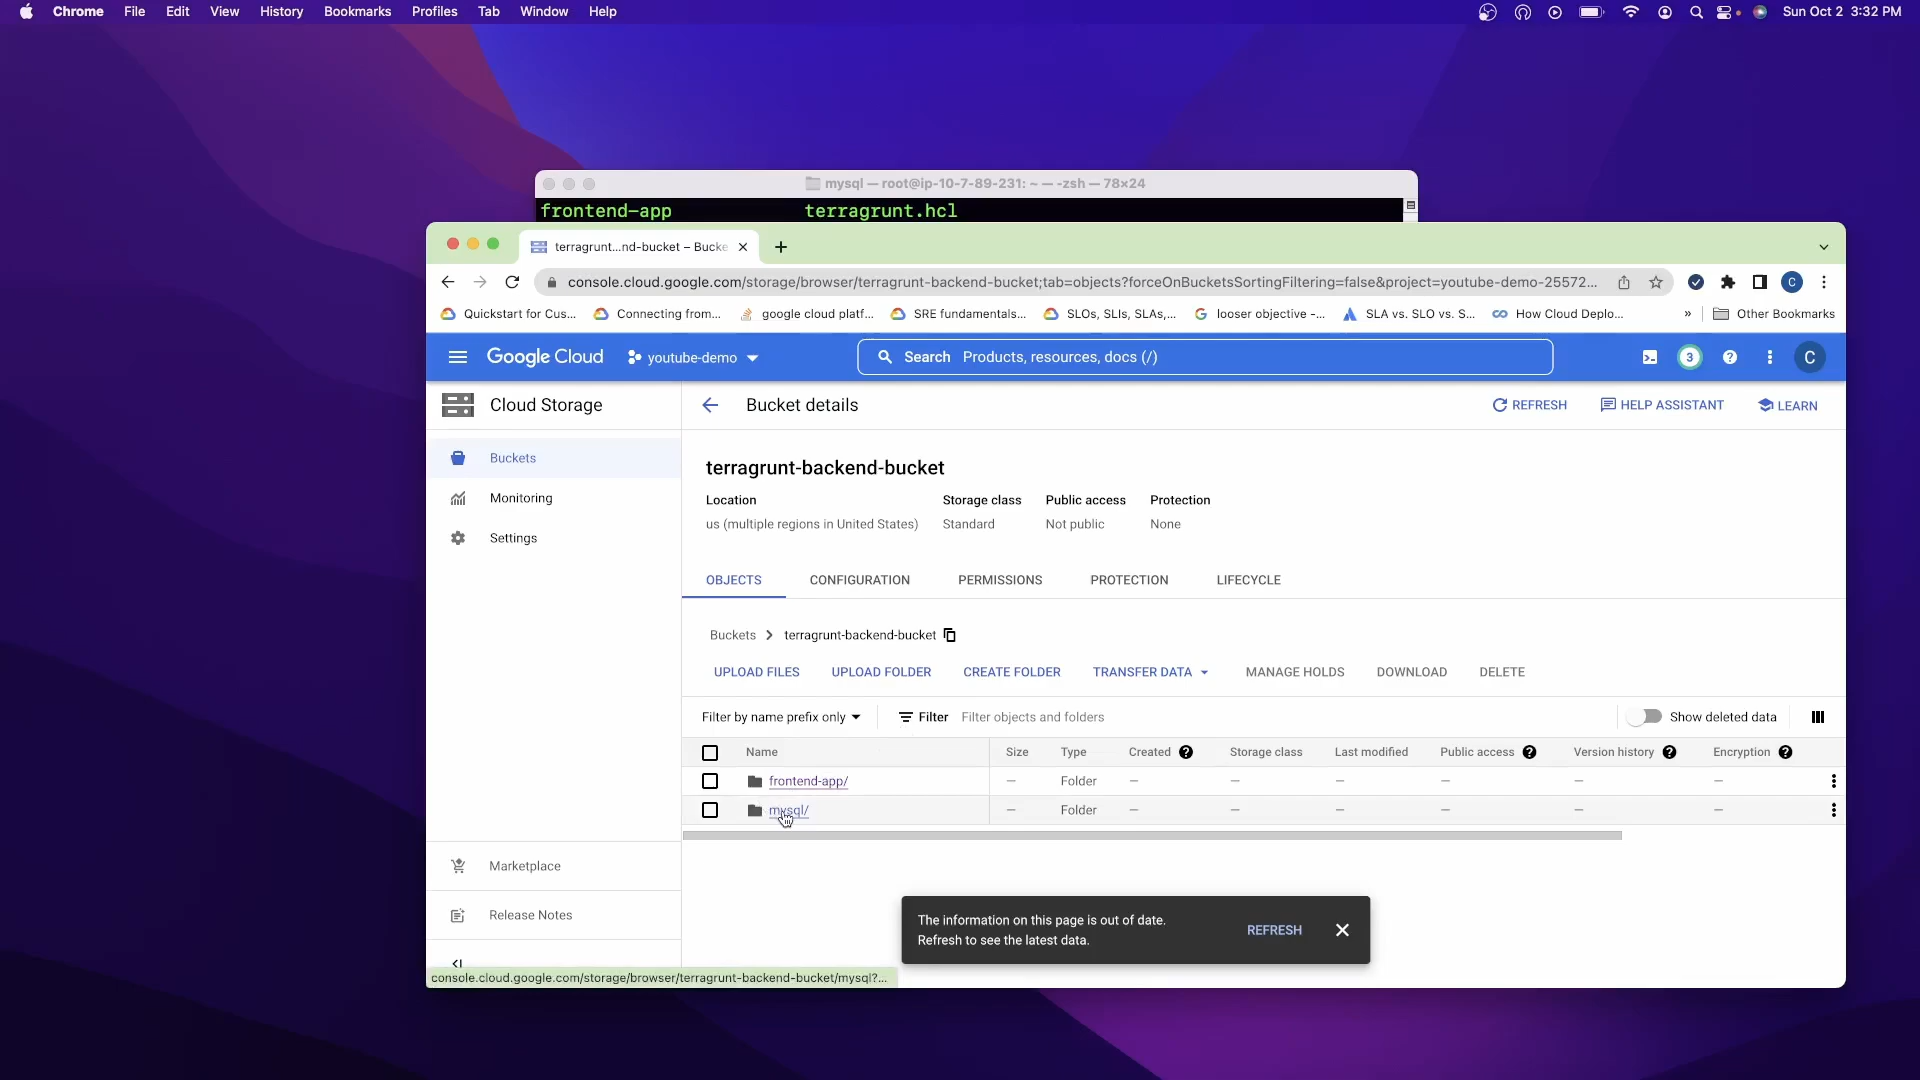 Chrome File Edit View History Bookmarks Profiles Tab Window Help
Sun Oct 2 3:32 PM
mysql — root@ip-10-7-89-231: ~ — -zsh — 78×24
frontend-app terragrunt.hcl
terragrunt...nd-bucket – Bucke
console.cloud.google.com/storage/browser/terragrunt-backend-bucket;tab=objects?forceOnBucketsSortingFiltering=false&project=youtube-demo-25572...
C
Quickstart for Cus... Connecting from... google cloud platf... SRE fundamentals... SLOs, SLIs, SLAs,... looser objective -... SLA vs. SLO vs. S... How Cloud Deplo... » Other Bookmarks
Google Cloud youtube-demo Search Products, resources, docs (/) 3 C
Cloud Storage
Buckets
Monitoring
Settings
Marketplace
Release Notes
Bucket details REFRESH HELP ASSISTANT LEARN
terragrunt-backend-bucket
Location Storage class Public access Protection
us (multiple regions in United States) Standard Not public None
OBJECTS CONFIGURATION PERMISSIONS PROTECTION LIFECYCLE
Buckets > terragrunt-backend-bucket
UPLOAD FILES UPLOAD FOLDER CREATE FOLDER TRANSFER DATA MANAGE HOLDS DOWNLOAD DELETE
Filter by name prefix only Filter Filter objects and folders Show deleted data
Name Size Type Created Storage class Last modified Public access Version history Encryption
frontend-app/ — Folder — — — — — —
mysql/ — Folder — — — — — —
The information on this page is out of date.
Refresh to see the latest data.
REFRESH
console.cloud.google.com/storage/browser/terragrunt-backend-bucket/mysql?...